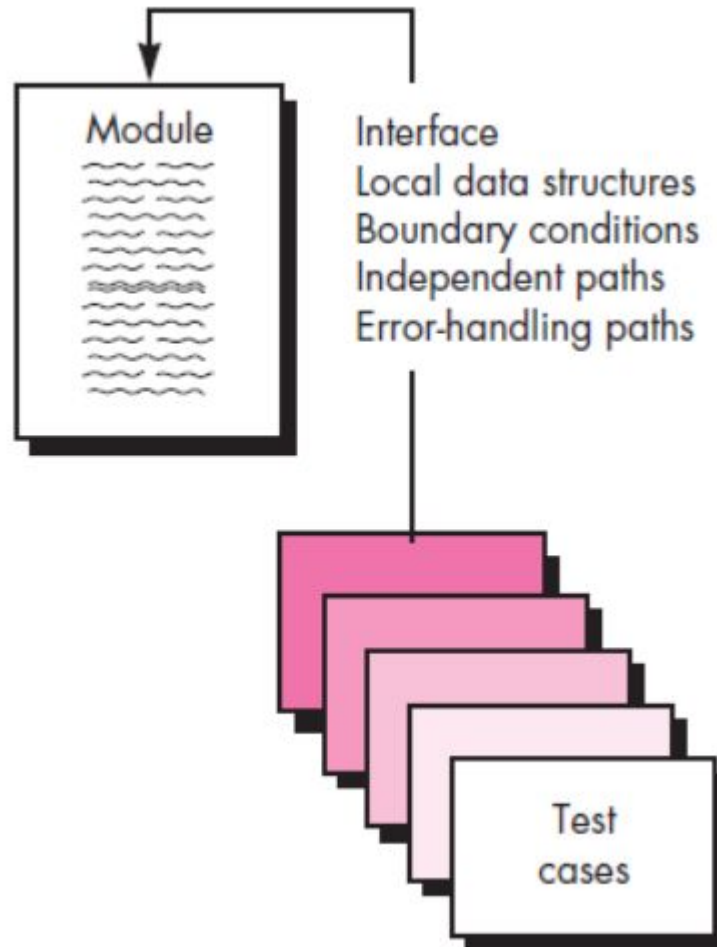 Module
Interface
Local data structures
Boundary conditions
Independent paths
Error-handling paths
Test
cases